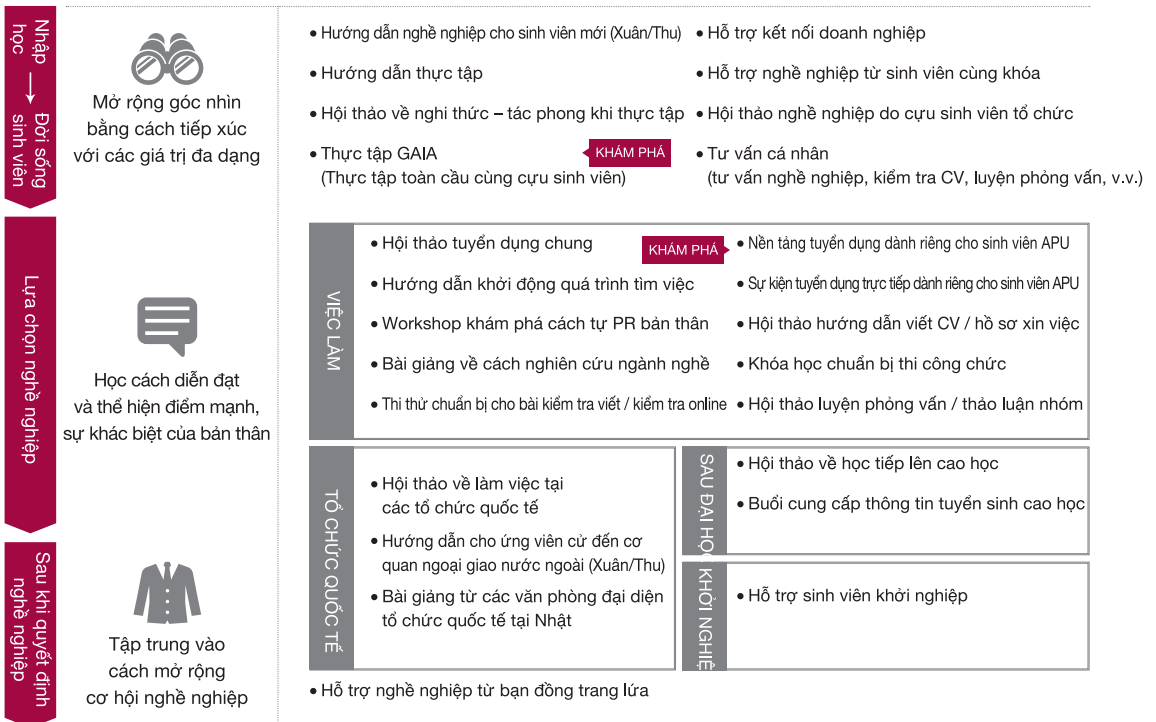 Nhập học → Đời sống sinh viên
Mở rộng góc nhìn
bằng cách tiếp xúc
với các giá trị đa dạng
• Hướng dẫn nghề nghiệp cho sinh viên mới (Xuân/Thu)
• Hướng dẫn thực tập
• Hội thảo về nghi thức – tác phong khi thực tập
• Thực tập GAIA
(Thực tập toàn cầu cùng cựu sinh viên)
KHÁM PHÁ
• Hỗ trợ kết nối doanh nghiệp
• Hỗ trợ nghề nghiệp từ sinh viên cùng khóa
• Hội thảo nghề nghiệp do cựu sinh viên tổ chức
• Tư vấn cá nhân
(tư vấn nghề nghiệp, kiểm tra CV, luyện phỏng vấn, v.v.)
Lựa chọn nghề nghiệp
Học cách diễn đạt
và thể hiện điểm mạnh,
sự khác biệt của bản thân
VIỆC LÀM
• Hội thảo tuyển dụng chung
• Hướng dẫn khởi động quá trình tìm việc
• Workshop khám phá cách tự PR bản thân
• Bài giảng về cách nghiên cứu ngành nghề
• Thi thử chuẩn bị cho bài kiểm tra viết / kiểm tra online
KHÁM PHÁ
• Nền tảng tuyển dụng dành riêng cho sinh viên APU
• Sự kiện tuyển dụng trực tiếp dành riêng cho sinh viên APU
• Hội thảo hướng dẫn viết CV / hồ sơ xin việc
• Khóa học chuẩn bị thi công chức
• Hội thảo luyện phỏng vấn / thảo luận nhóm
TỔ CHỨC QUỐC TẾ
• Hội thảo về làm việc tại
các tổ chức quốc tế
• Hướng dẫn cho ứng viên cử đến cơ
quan ngoại giao nước ngoài (Xuân/Thu)
• Bài giảng từ các văn phòng đại diện
tổ chức quốc tế tại Nhật
SAU ĐẠI HỌC
• Hội thảo về học tiếp lên cao học
• Buổi cung cấp thông tin tuyển sinh cao học
KHỞI NGHIỆ
• Hỗ trợ sinh viên khởi nghiệp
Sau khi quyết định
nghề nghiệp
Tập trung vào
cách mở rộng
cơ hội nghề nghiệp
• Hỗ trợ nghề nghiệp từ bạn đồng trang lứa